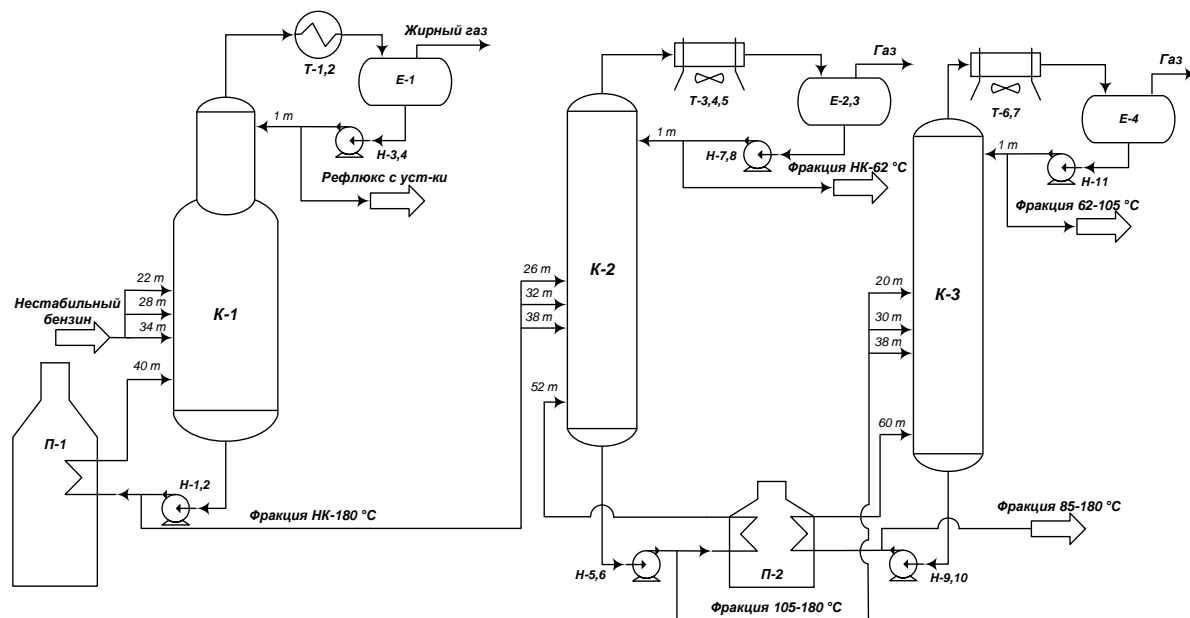 Жирный газ
Т-1,2
Е-1
1 т
Н-3,4
Рефлюкс с уст-ки
К-1
22 т
28 т
34 т
40 т
Нестабильный
бензин
П-1
Н-1,2
Фракция НК-180 °С
Газ
Т-3,4,5
Е-2,3
1 т
Н-7,8
Фракция НК-62 °С
К-2
26 т
32 т
38 т
52 т
Н-5,6
П-2
Фракция 105-180 °С
Газ
Т-6,7
Е-4
1 т
Н-11
Фракция 62-105 °С
К-3
20 т
30 т
38 т
60 т
Фракция 85-180 °С
Н-9,10